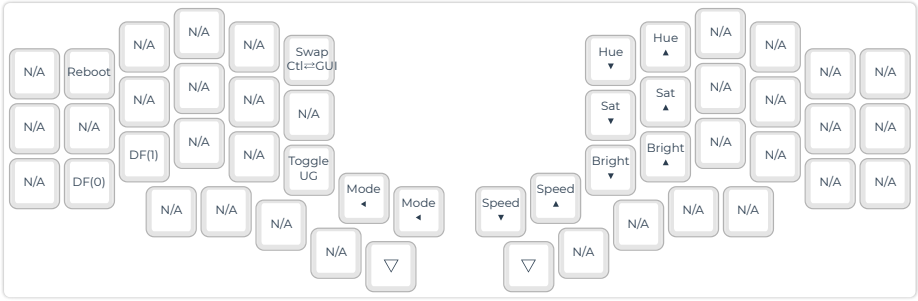 N/A Reboot N/A N/A N/A Swap Ctl⇄GUI Hue ▼ Hue ▲ N/A N/A N/A N/A
N/A N/A N/A N/A N/A N/A Sat ▼ Sat ▲ N/A N/A N/A N/A
N/A DF(0) DF(1) N/A N/A Toggle UG Bright ▼ Bright ▲ N/A N/A N/A N/A
N/A N/A N/A Mode ◂ Mode ◂ Speed ▼ Speed ▲ N/A N/A N/A
N/A ▽ ▽ N/A